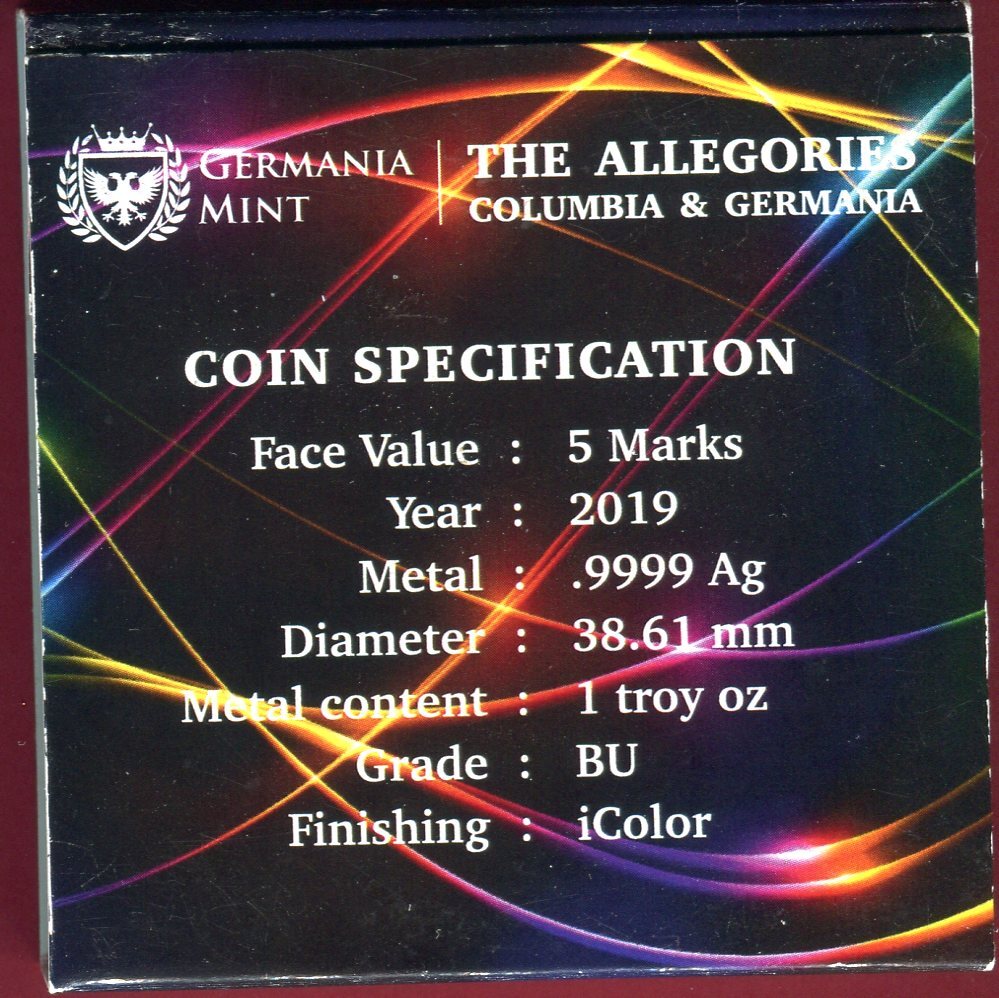 GERMANIA
MINT
THE ALLEGORIES
COLUMBIA & GERMANIA
COIN SPECIFICATION
Face Value : 5 Marks
Year : 2019
Metal : .9999 Ag
Diameter : 38.61 mm
Metal content : 1 troy oz
Grade : BU
Finishing : iColor